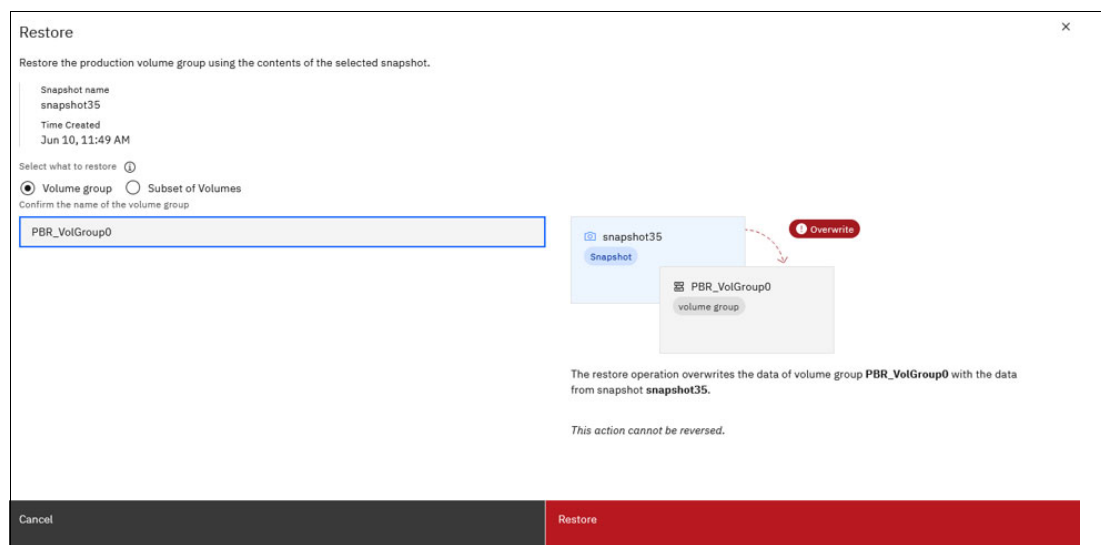 Restore
Restore the production volume group using the contents of the selected snapshot.
Snapshot name
snapshot35
Time Created
Jun 10, 11:49 AM
Select what to restore
Volume group
Subset of Volumes
Confirm the name of the volume group
PBR_VolGroup0
snapshot35
Snapshot
Overwrite
PBR_VolGroup0
volume group
The restore operation overwrites the data of volume group PBR_VolGroup0 with the data
from snapshot snapshot35.
This action cannot be reversed.
Cancel
Restore